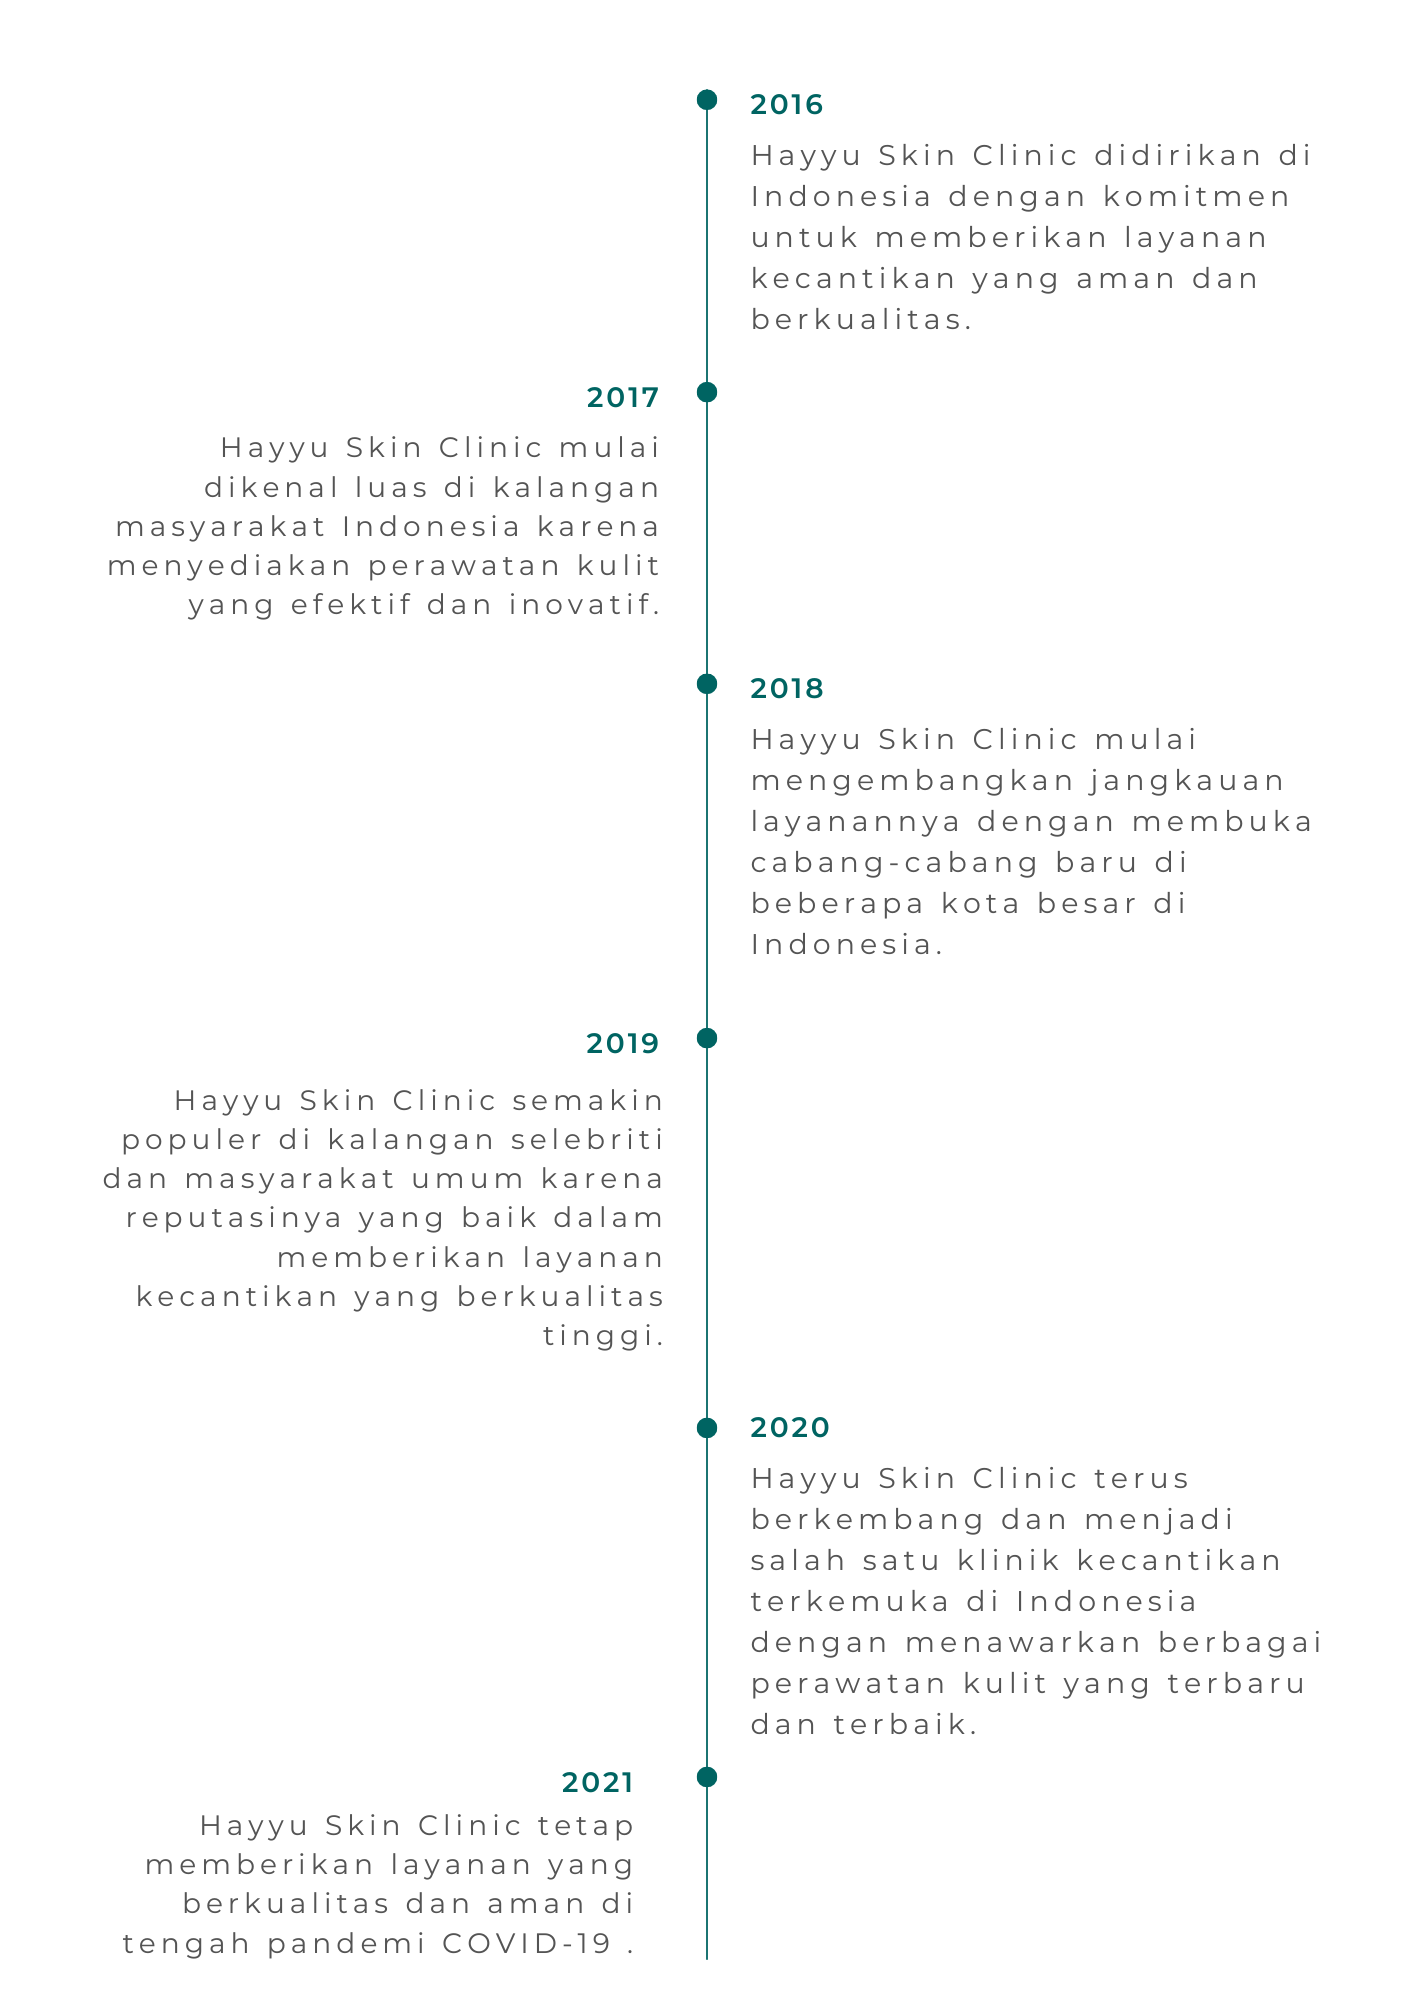 2016
Hayyu Skin Clinic didirikan di
Indonesia dengan komitmen
untuk memberikan layanan
kecantikan yang aman dan
berkualitas.
2017
Hayyu Skin Clinic mulai
dikenal luas di kalangan
masyarakat Indonesia karena
menyediakan perawatan kulit
yang efektif dan inovatif.
2018
Hayyu Skin Clinic mulai
mengembangkan jangkauan
layanannya dengan membuka
cabang-cabang baru di
beberapa kota besar di
Indonesia.
2019
Hayyu Skin Clinic semakin
populer di kalangan selebriti
dan masyarakat umum karena
reputasinya yang baik dalam
memberikan layanan
kecantikan yang berkualitas
tinggi.
2020
Hayyu Skin Clinic terus
berkembang dan menjadi
salah satu klinik kecantikan
terkemuka di Indonesia
dengan menawarkan berbagai
perawatan kulit yang terbaru
dan terbaik.
2021
Hayyu Skin Clinic tetap
memberikan layanan yang
berkualitas dan aman di
tengah pandemi COVID-19 .